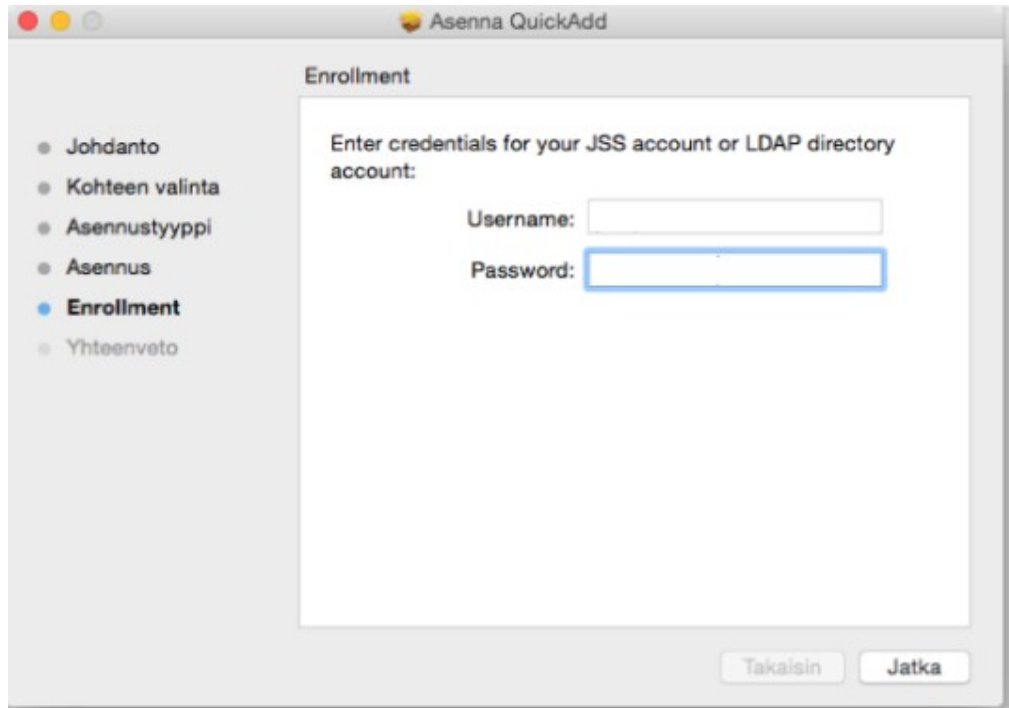 Asenna QuickAdd
Enrollment
Johdanto
Kohteen valinta
Asennustyyppi
Asennus
Enrollment
Yhteenveto
Enter credentials for your JSS account or LDAP directory
account:
Username:
Password:
Takaisin
Jatka